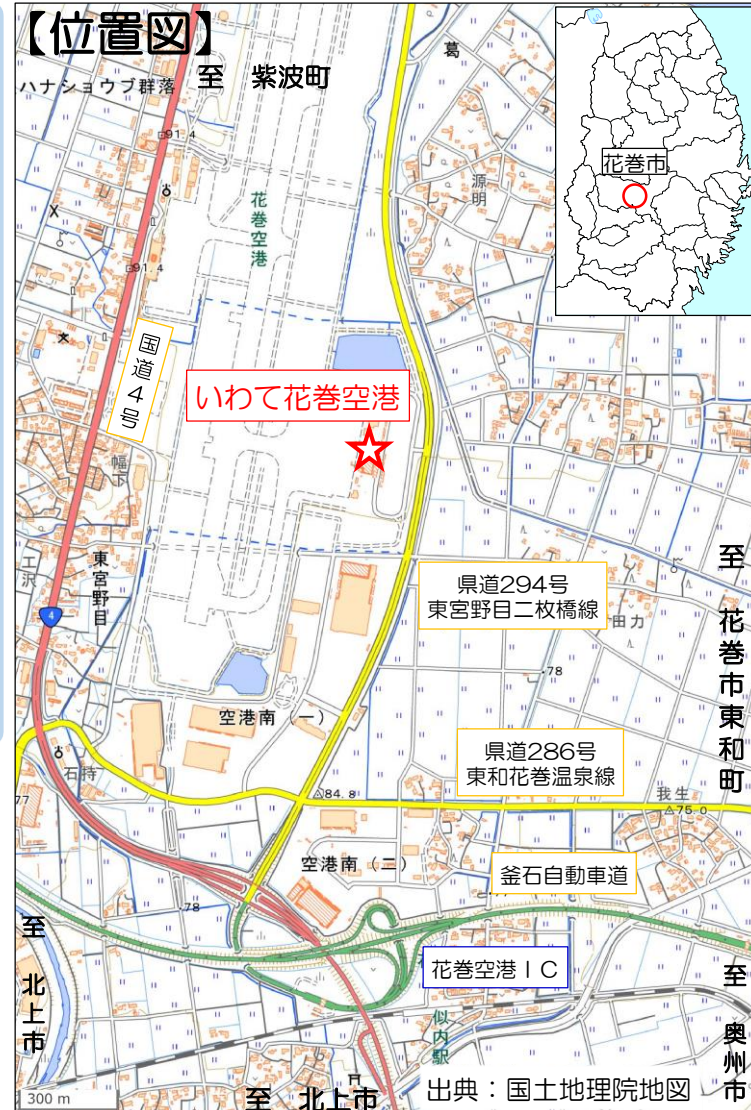 【位置図】
ハナショウブ群落
至 紫波町
葛
91.4
花巻空港
源明
花巻市
91.4
国道4号
いわて花巻空港
幅下
工沢
東宮野目
4
県道294号
東宮野目二枚橋線
田力
78
至 花巻市東和町
空港南(一)
県道286号
東和花巻温泉線
石持
77
84.8
我生
75.0
空港南(二)
釜石自動車道
78
77
至 北上市
花巻空港IC
似内駅
至 奥州市
300 m
至 北上市
出典:国土地理院地図